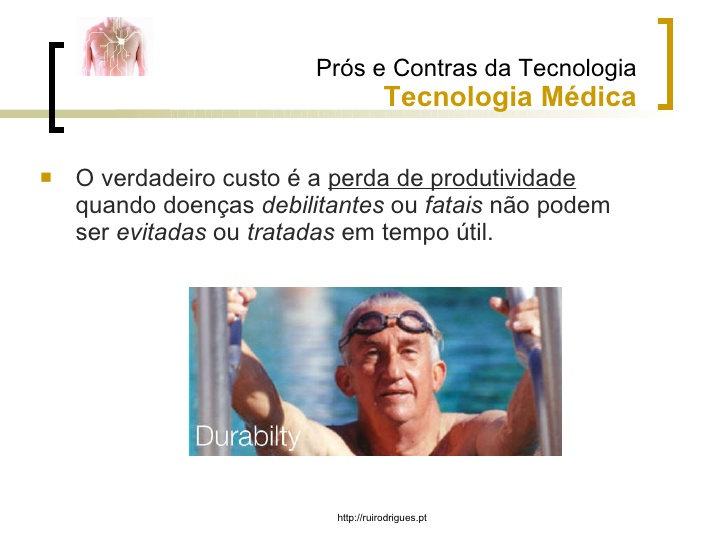 Prós e Contras da Tecnologia
Tecnologia Médica
O verdadeiro custo é a perda de produtividade
quando doenças debilitantes ou fatais não podem
ser evitadas ou tratadas em tempo útil.
Durabilty
http://ruirodrigues.pt